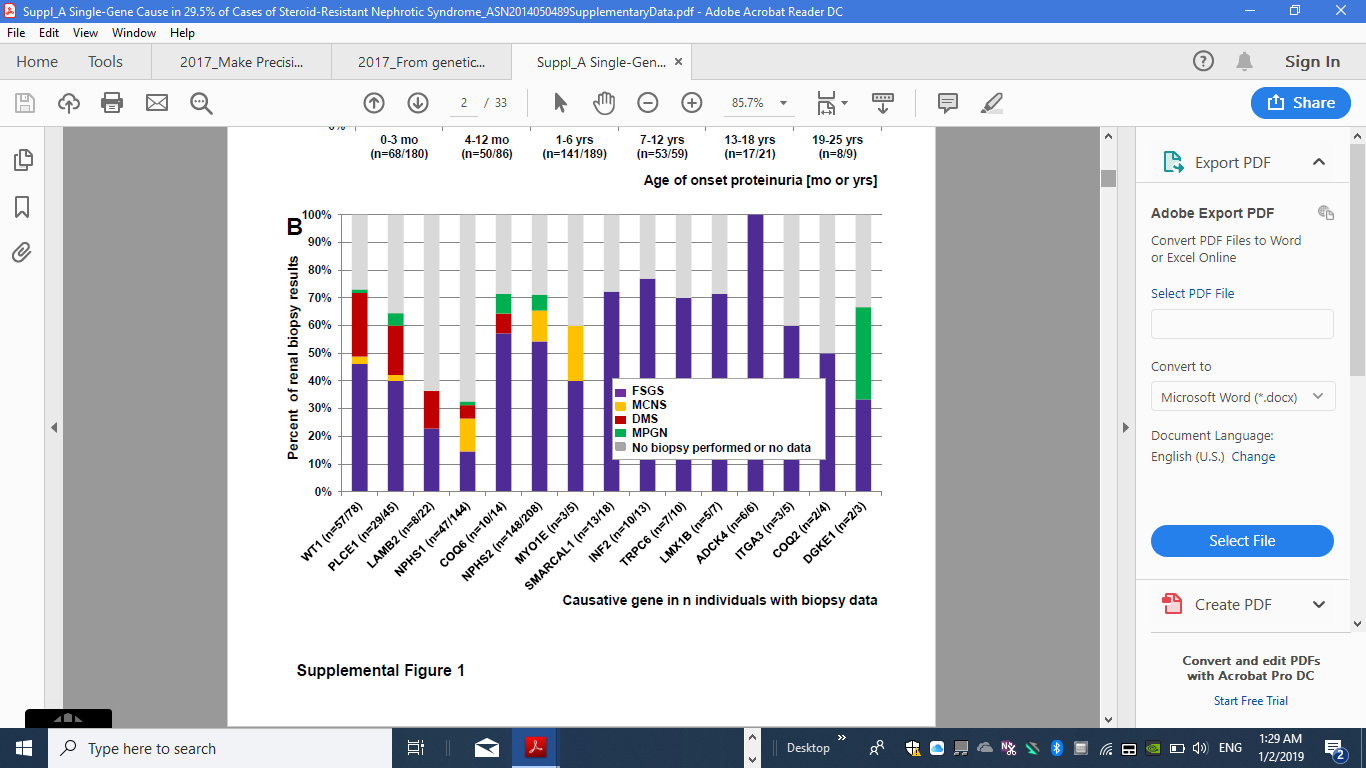 Suppl_A Single-Gene Cause in 29.5% of Cases of Steroid-Resistant Nephrotic Syndrome_ASN2014050489SupplementaryData.pdf - Adobe Acrobat Reader DC
File Edit View Window Help
Home Tools 2017_Make Precisi... 2017_From genetic... Suppl_A Single-Gen... × Sign In
2 / 33 85.7% Share
0%
0-3 mo 4-12 mo 1-6 yrs 7-12 yrs 13-18 yrs 19-25 yrs
(n=68/180) (n=50/86) (n=141/189) (n=53/59) (n=17/21) (n=8/9)
Age of onset proteinuria [mo or yrs]
B
Percent of renal biopsy results
100%
90%
80%
70%
60%
50%
40%
30%
20%
10%
0%
FSGS
MCNS
DMS
MPGN
No biopsy performed or no data
WT1 (n=57/78)
PLCE1 (n=29/45)
LAMB2 (n=8/22)
NPHS1 (n=47/144)
COQ6 (n=10/14)
NPHS2 (n=148/208)
MYO1E (n=3/5)
SMARCAL1 (n=13/18)
INF2 (n=10/13)
TRPC6 (n=7/10)
LMX1B (n=5/7)
ADCK4 (n=6/6)
ITGA3 (n=3/5)
COQ2 (n=2/4)
DGKE1 (n=2/3)
Causative gene in n individuals with biopsy data
Supplemental Figure 1
Export PDF
Adobe Export PDF
Convert PDF Files to Word
or Excel Online
Select PDF File
Convert to
Microsoft Word (*.docx)
Document Language:
English (U.S.) Change
Select File
Create PDF
Convert and edit PDFs
with Acrobat Pro DC
Start Free Trial
Type here to search
Desktop
ENG
1:29 AM
1/2/2019
2